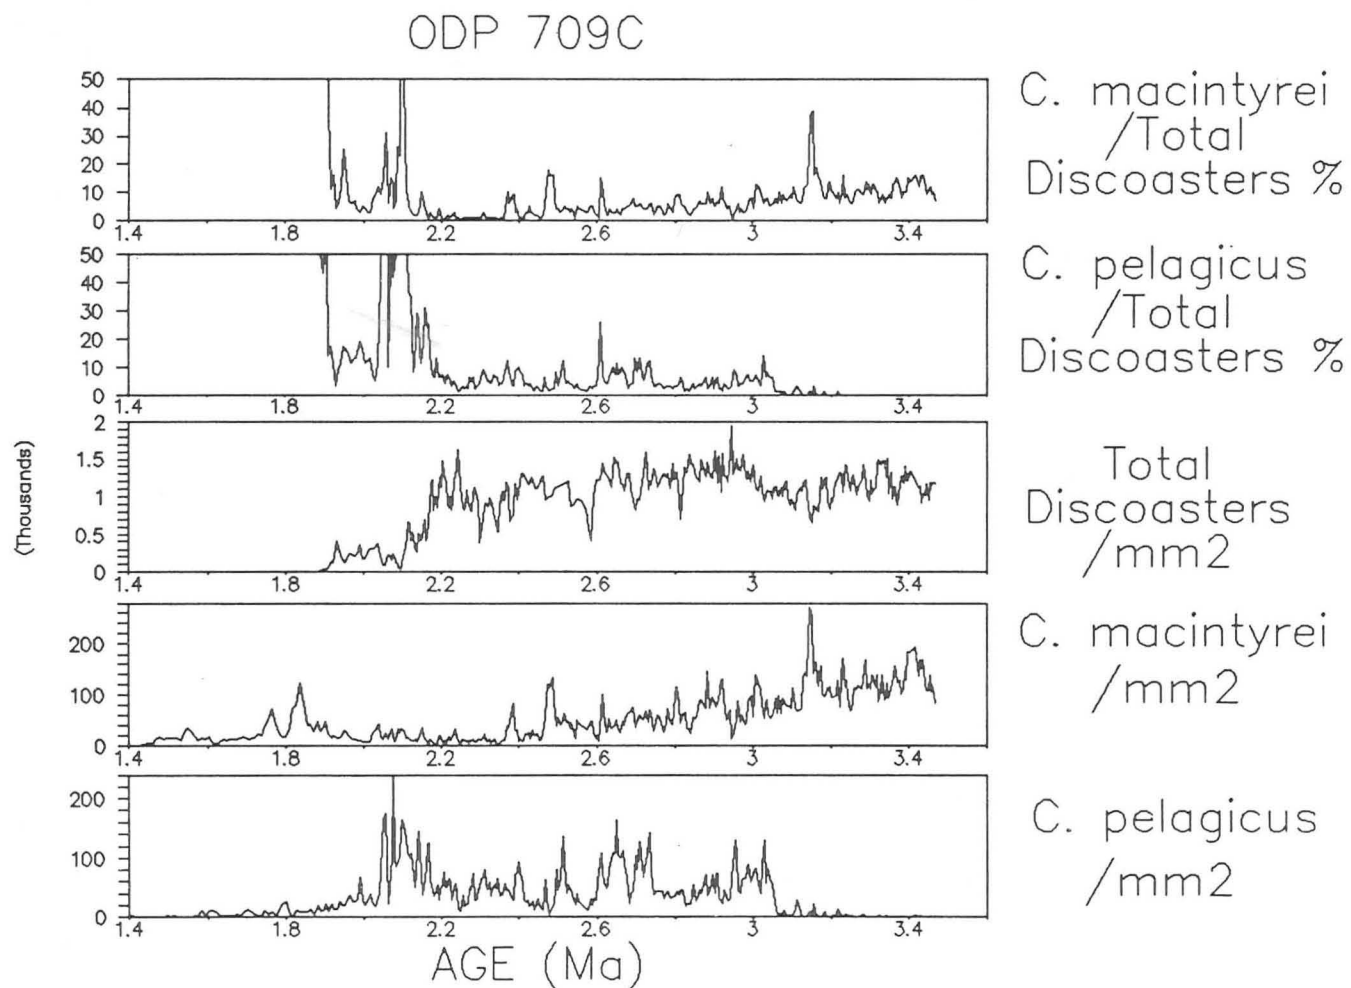 ODP 709C
50
40
30
20
10
0
1.4 1.8 2.2 2.6 3 3.4
C. macintyrei
/Total
Discoasters %
50
40
30
20
10
0
1.4 1.8 2.2 2.6 3 3.4
C. pelagicus
/Total
Discoasters %
(Thousands)
2
1.5
1
0.5
0
1.4 1.8 2.2 2.6 3 3.4
Total
Discoasters
/mm2
200
100
0
1.4 1.8 2.2 2.6 3 3.4
C. macintyrei
/mm2
200
100
0
1.4 1.8 2.2 2.6 3 3.4
C. pelagicus
/mm2
AGE (Ma)